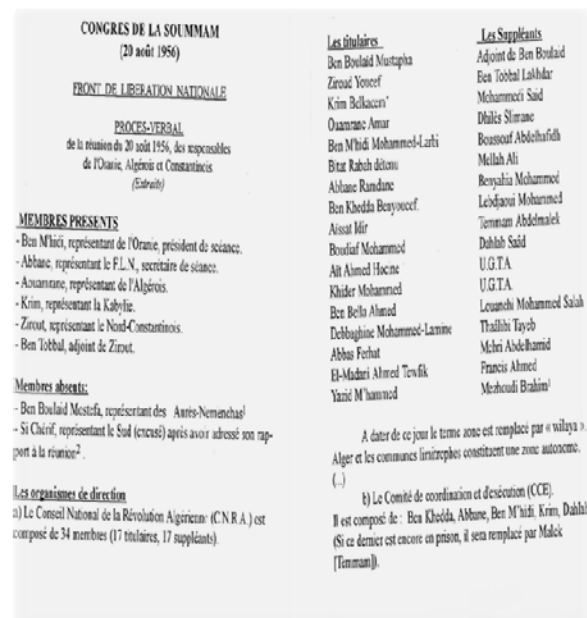 CONGRES DE LA SOUMMAM
(20 août 1956)
FRONT DE LIBERATION NATIONALE
PROCES-VERBAL
de la réunion du 20 août 1956, des responsables
de l'Oranie, Algérois et Constantinois
(Extraits)
MEMBRES PRESENTS
- Ben M'hidi, représentant de l'Oranie, président de scéance.
- Abbane, représentant le F.L.N., secrétaire de séance.
- Aouamrane, représentant de l'Algérois.
- Krim, représentant la Kabylie.
- Zirout, représentant le Nord-Constantinois.
- Ben Tobbal, adjoint de Zirout.
Membres absents:
- Ben Boulaid Mostefa, représentant des Aurès-Nemenchas¹
- Si Chérif, représentant le Sud (excusé) après avoir adressé son rap-
port à la réunion².
Les organismes de direction
a) Le Conseil National de la Révolution Algérienne (C.N.R.A.) est
composé de 34 membres (17 titulaires, 17 suppléants).
Les titulaires
Ben Boulaid Mustapha
Ziroud Youcef
Krim Belkacem
Ouamrane Amar
Ben M'hidi Mohammed-Larbi
Bitat Rabah détenu
Abbane Ramdane
Ben Khedda Benyoucef
Aissat Idir
Boudiaf Mohammed
Aït Ahmed Hocine
Khider Mohammed
Ben Bella Ahmed
Debbaghine Mohammed-Lamine
Abbas Ferhat
El-Madani Ahmed Tewfik
Yazid M'hammed
Les Suppléants
Adjoint de Ben Boulaid
Ben Tobbal Lakhdar
Mohammedi Said
Dhilès Slimane
Boussouf Abdelhafidh
Mellah Ali
Benyahia Mohammed
Lebdjaoui Mohammed
Temmam Abdelmalek
Dahlab Saâd
U.G.T.A.
U.G.T.A.
Louanchi Mohammed Salah
Thaâlibi Tayeb
Mehri Abdelhamid
Francis Ahmed
Mezhoudi Brahim³
A dater de ce jour le terme zone est remplacé par « wilaya ».
Alger et les communes limitrophes constituent une zone autonome.
(...)
b) Le Comité de coordination et d'exécution (CCE).
Il est composé de : Ben Khedda, Abbane, Ben M'hidi, Krim,
(Si ce dernier est encore en prison, il sera remplacé par Malek
[Temmam]).